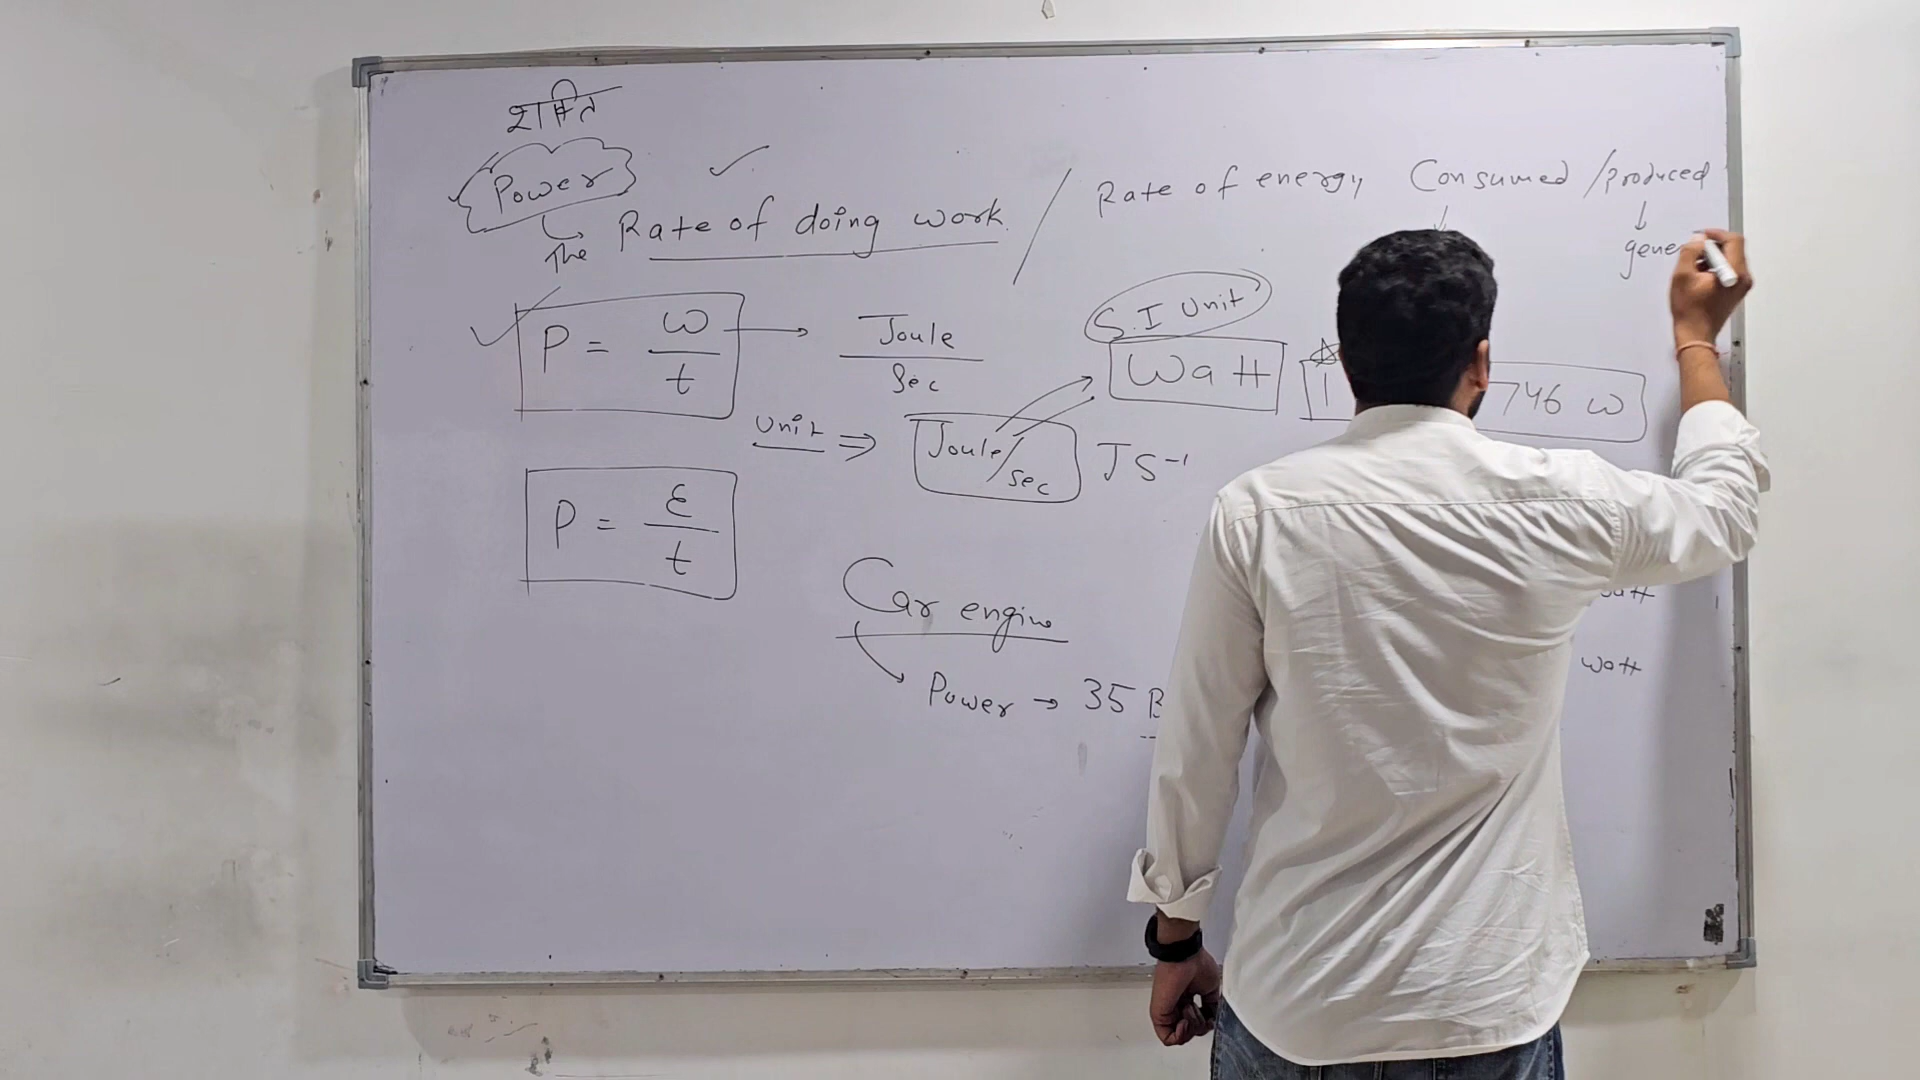 शक्ति
Power
The Rate of doing work / Rate of energy Consumed / produced
gene
P = W/t → Joule/Sec
S.I Unit
Watt
1
746 W
Unit ⇒ Joule/sec JS⁻¹
P = E/t
Car engine
Power → 35 B
watt